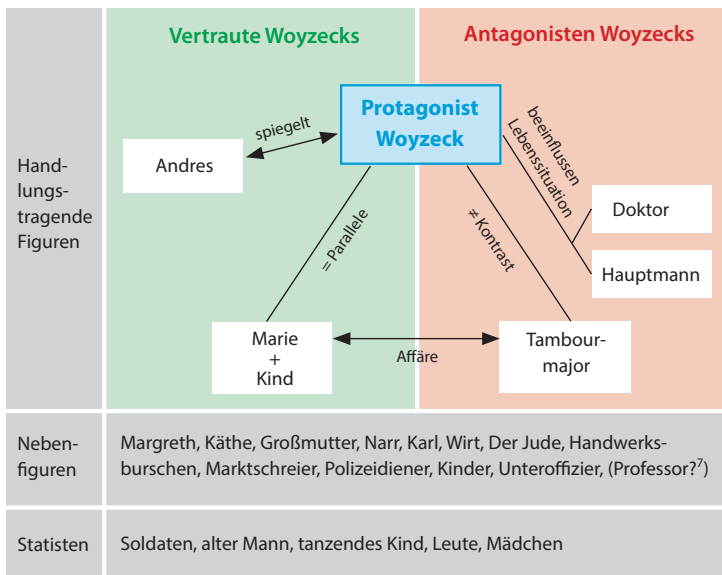 Vertraute Woyzecks
Antagonisten Woyzecks
Protagonist
Woyzeck
spiegelt
beeinflussen
Lebenssituation
Andres
Hand-
lungs-
tragende
Figuren
Doktor
= Parallele
≠ Kontrast
Hauptmann
Marie
+
Kind
Affäre
Tambour-
major
Neben-
figuren
Margreth, Käthe, Großmutter, Narr, Karl, Wirt, Der Jude, Handwerks-
burschen, Marktschreier, Polizeidiener, Kinder, Unteroffizier, (Professor?⁷)
Statisten
Soldaten, alter Mann, tanzendes Kind, Leute, Mädchen